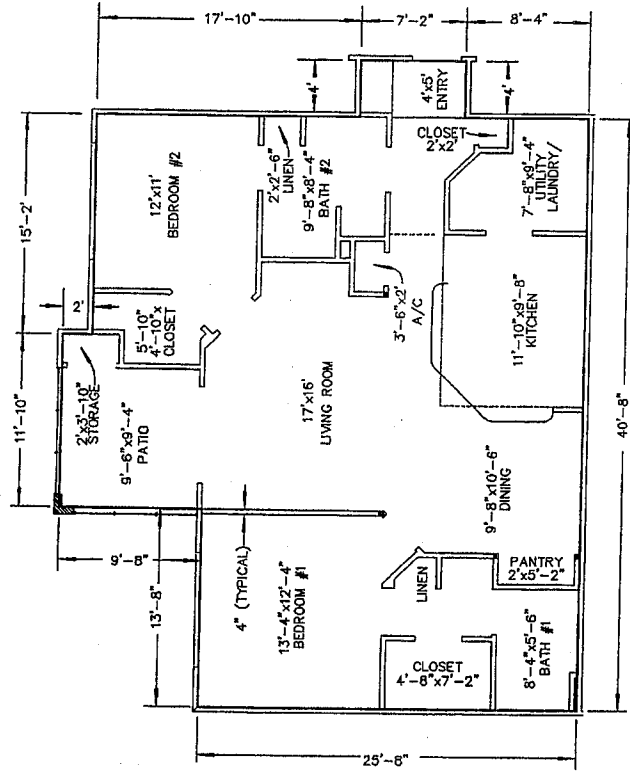 17'-10"
7'-2"
8'-4"
4'
4'
4'x5'
ENTRY
15'-2"
2'
11'-10"
9'-8"
13'-8"
40'-8"
25'-8"
12'x11'
BEDROOM #2
2'x2'-6"
LINEN
9'-8"x8'-4"
BATH #2
CLOSET
2'x2'
7'-8"x9'-4"
UTILITY
LAUNDRY/
5'-10"
4'-10"x
CLOSET
3'-6"x2'
A/C
11'-10"x9'-8"
KITCHEN
2'x3'-10"
STORAGE
9'-6"x9'-4"
PATIO
17'x16'
LIVING ROOM
9'-8"x10'-6"
DINING
4" (TYPICAL)
13'-4"x12'-4"
BEDROOM #1
LINEN
PANTRY
2'x5'-2"
CLOSET
4'-8"x7'-2"
8'-4"x5'-6"
BATH #1